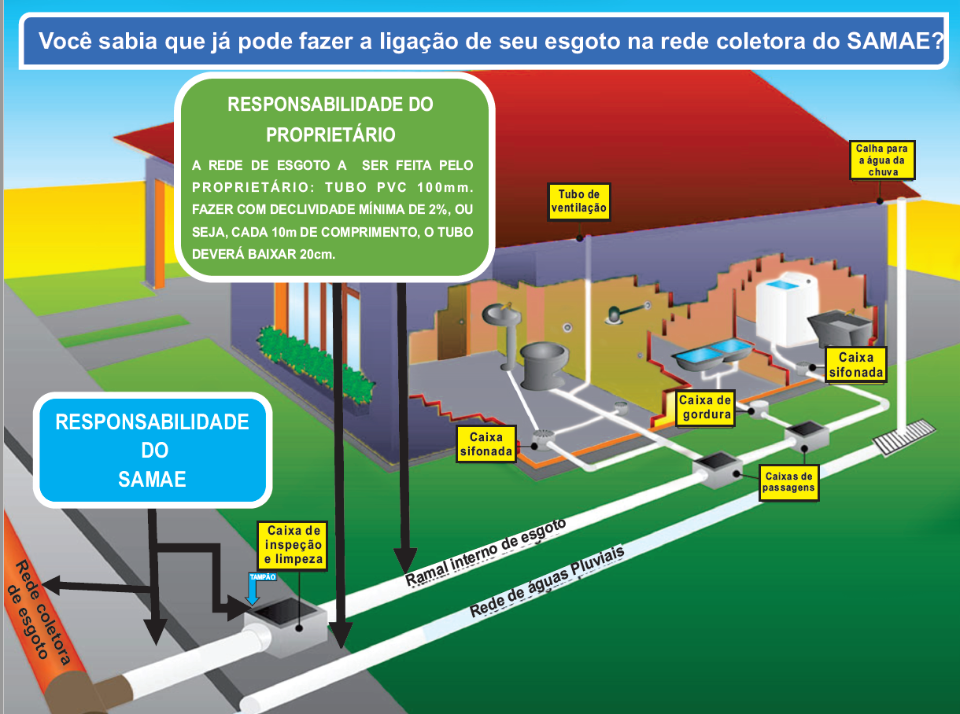 Você sabia que já pode fazer a ligação de seu esgoto na rede coletora do SAMAE?
RESPONSABILIDADE DO
PROPRIETÁRIO
A REDE DE ESGOTO A SER FEITA PELO
PROPRIETÁRIO: TUBO PVC 100mm.
FAZER COM DECLIVIDADE MÍNIMA DE 2%, OU
SEJA, CADA 10m DE COMPRIMENTO, O TUBO
DEVERÁ BAIXAR 20cm.
Calha para
a água da
chuva
Tubo de
ventilação
Caixa
sifonada
Caixa de
gordura
Caixa
sifonada
Caixas de
passagens
RESPONSABILIDADE
DO
SAMAE
Caixa de
inspeção
e limpeza
TAMPÃO
Ramal interno de esgoto
Rede de águas Pluviais
Rede coletora
de esgoto